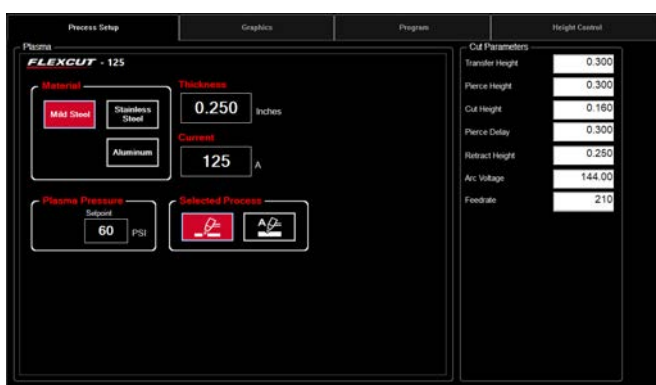 Process Setup
Graphics
Program
Height Control
Plasma
FLEXCUT - 125
Material
Mild Steel
Stainless
Steel
Aluminum
Thickness
0.250 Inches
Current
125 A
Plasma Pressure
Setpoint
60 PSI
Selected Process
A
Cut Parameters
Transfer Height 0.300
Pierce Height 0.300
Cut Height 0.160
Pierce Delay 0.300
Retract Height 0.250
Arc Voltage 144.00
Feedrate 210